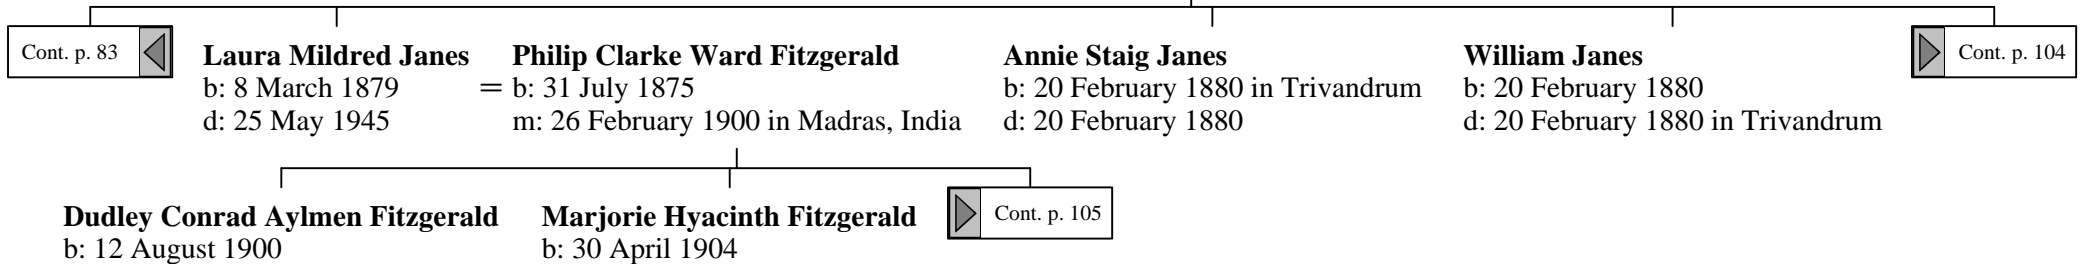 Cont. p. 83
Laura Mildred Janes
b: 8 March 1879
d: 25 May 1945
=
Philip Clarke Ward Fitzgerald
b: 31 July 1875
m: 26 February 1900 in Madras, India
Annie Staig Janes
b: 20 February 1880 in Trivandrum
d: 20 February 1880
William Janes
b: 20 February 1880
d: 20 February 1880 in Trivandrum
Cont. p. 104
Dudley Conrad Aylmen Fitzgerald
b: 12 August 1900
Marjorie Hyacinth Fitzgerald
b: 30 April 1904
Cont. p. 105